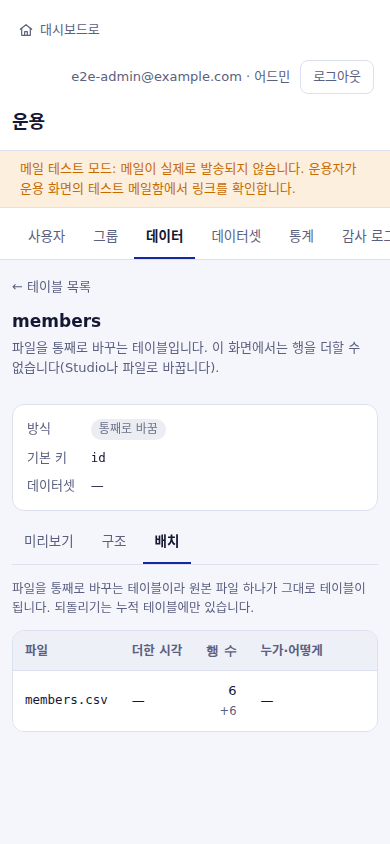 대시보드로
e2e-admin@example.com · 어드민
로그아웃
운용
메일 테스트 모드: 메일이 실제로 발송되지 않습니다. 운용자가
운용 화면의 테스트 메일함에서 링크를 확인합니다.
사용자 그룹 데이터 데이터셋 통계 감사 로그
← 테이블 목록
members
파일을 통째로 바꾸는 테이블입니다. 이 화면에서는 행을 더할 수
없습니다(Studio나 파일로 바꿉니다).
방식 통째로 바꿈
기본 키 id
데이터셋 —
미리보기 구조 배치
파일을 통째로 바꾸는 테이블이라 원본 파일 하나가 그대로 테이블이
됩니다. 되돌리기는 누적 테이블에만 있습니다.
파일 더한 시각 행 수 누가·어떻게
members.csv — 6 —
+6